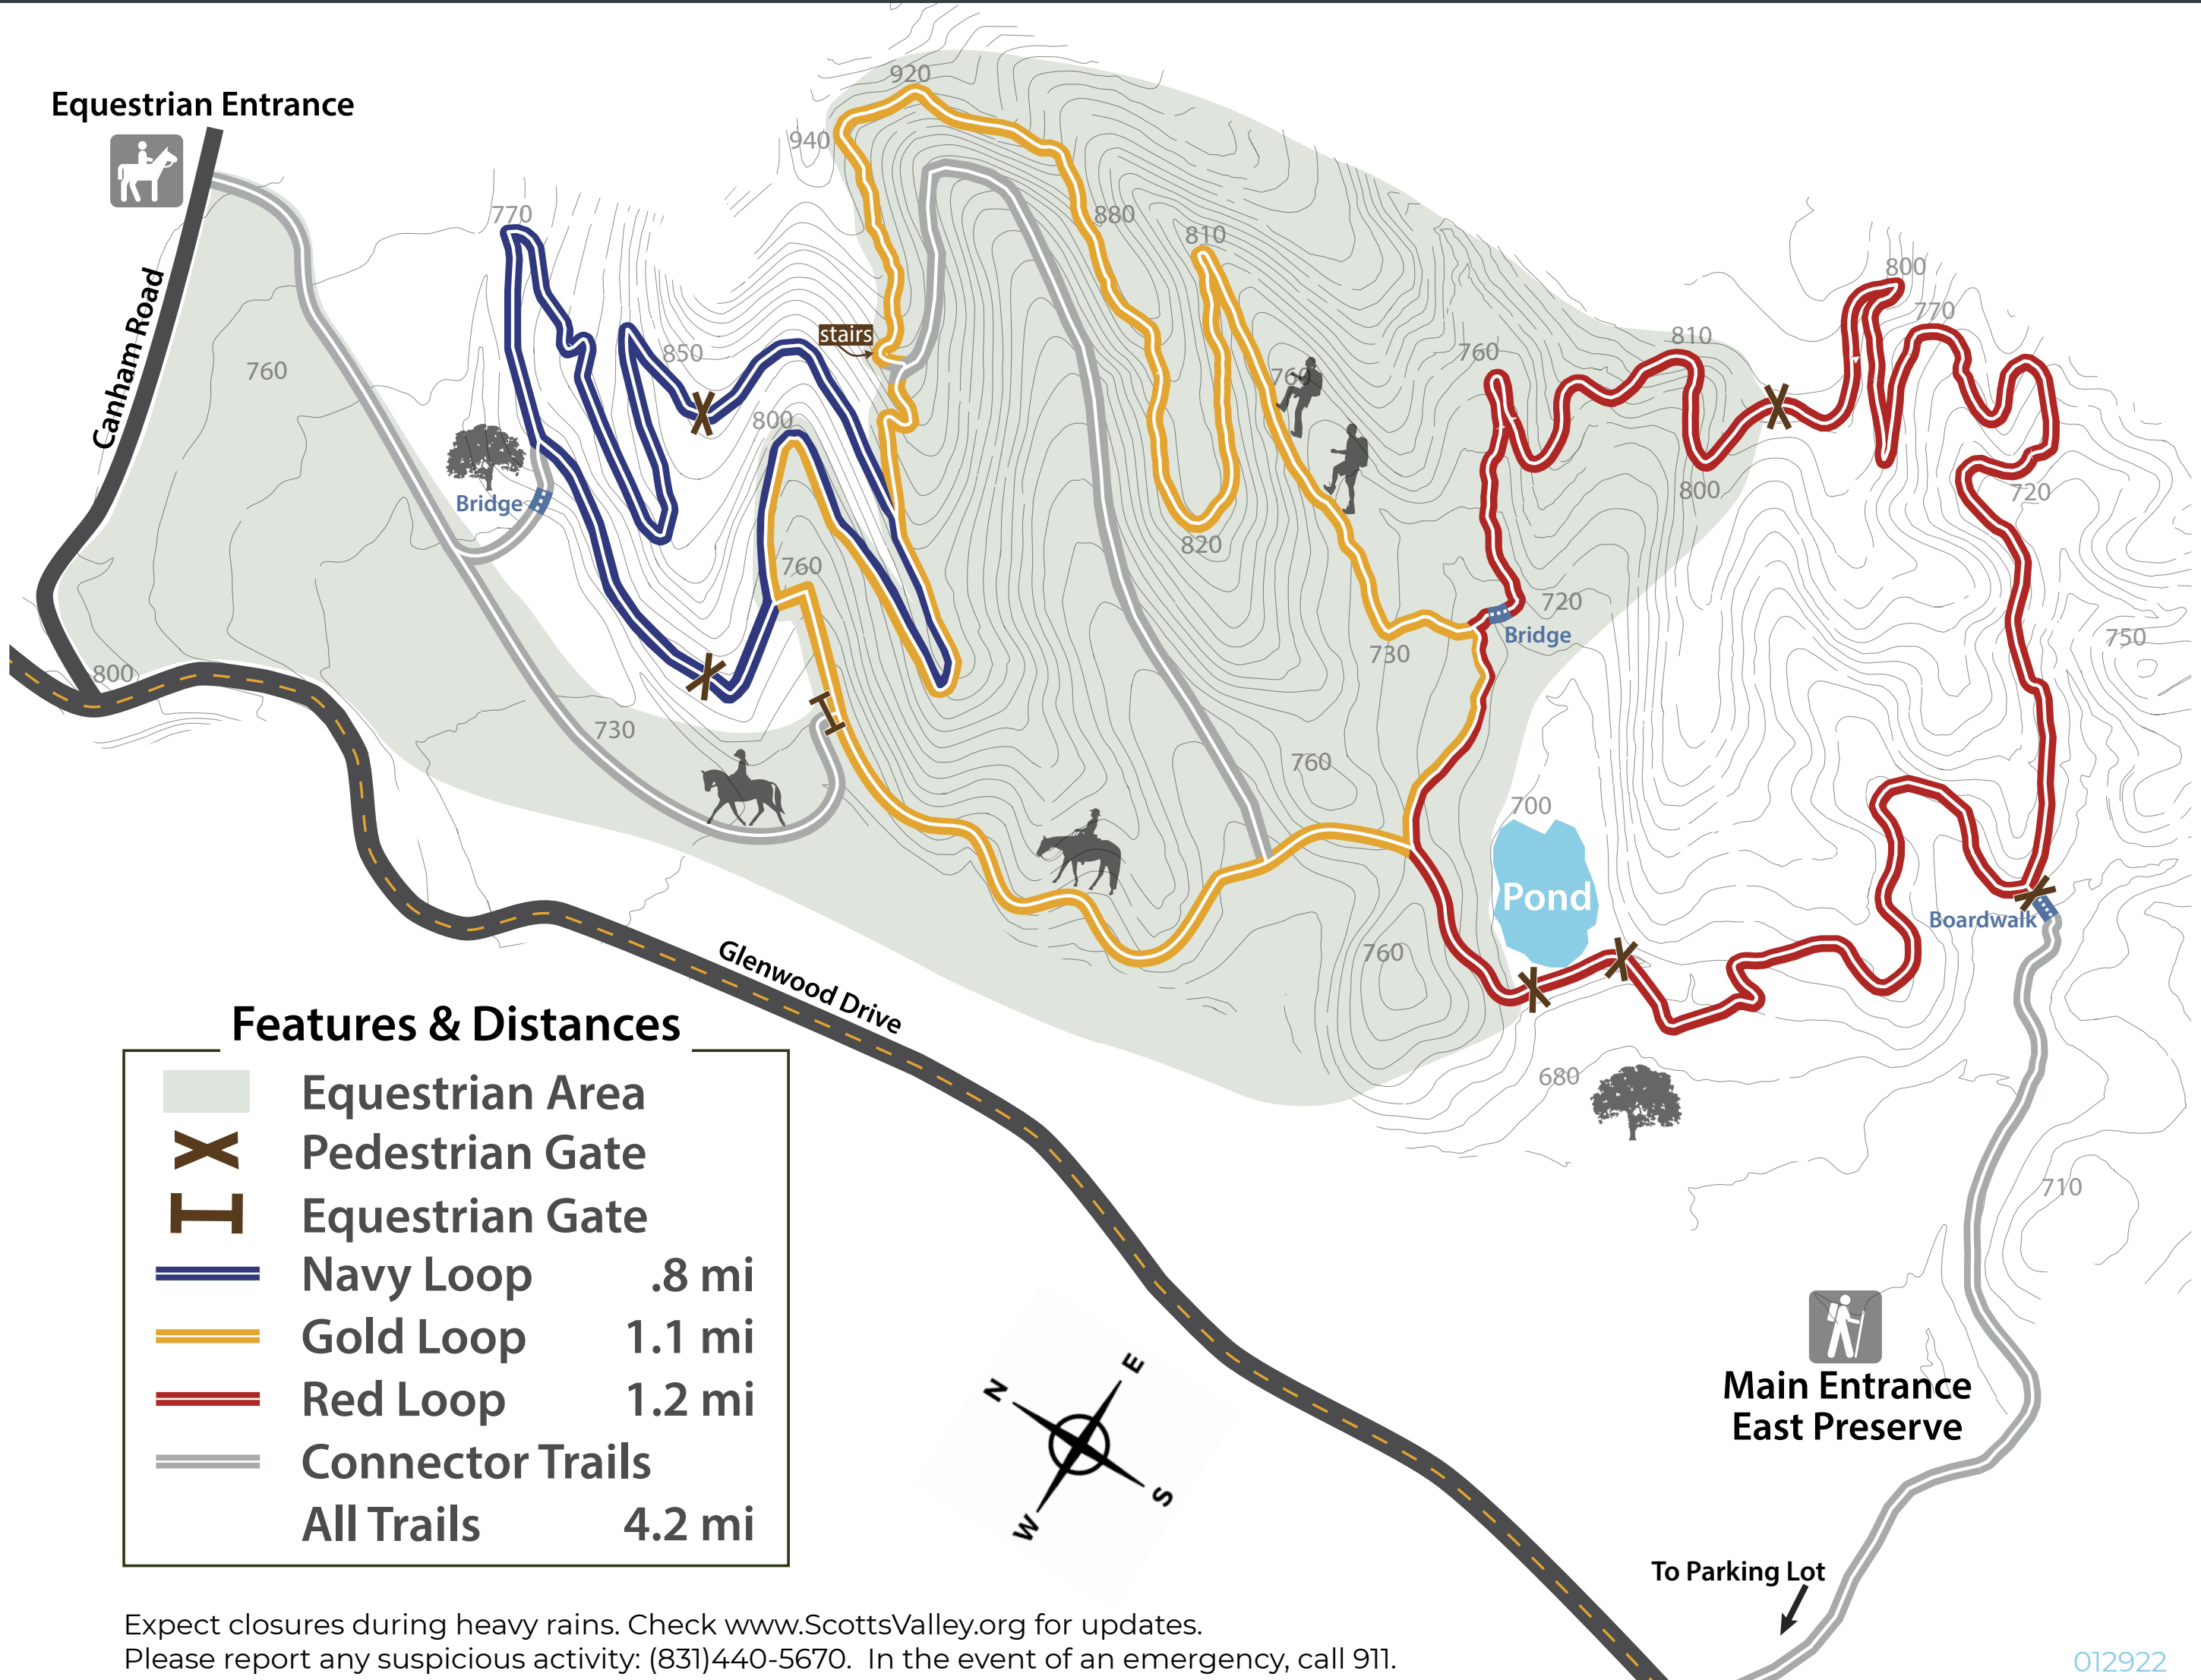 Equestrian Entrance
Canham Road
920
940
770
880
810
800
770
760
850
stairs
760
760
810
800
800
720
Bridge
820
760
720
Bridge
730
750
800
730
760
700
Pond
760
Boardwalk
Glenwood Drive
680
710
Features & Distances
Equestrian Area
Pedestrian Gate
Equestrian Gate
Navy Loop .8 mi
Gold Loop 1.1 mi
Red Loop 1.2 mi
Connector Trails
All Trails 4.2 mi
N
E
S
W
Main Entrance
East Preserve
To Parking Lot
Expect closures during heavy rains. Check www.ScottsValley.org for updates.
Please report any suspicious activity: (831)440-5670. In the event of an emergency, call 911.
012922